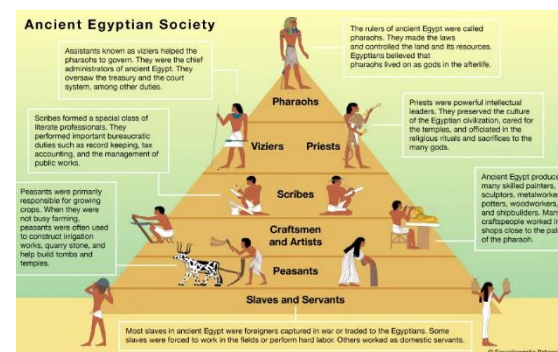 Ancient Egyptian Society
The rulers of ancient Egypt were called
pharaohs. They made the laws
and controlled the land and its resources.
Egyptians believed that
pharaohs lived on as gods in the afterlife.
Assistants known as viziers helped the
pharaohs to govern. They were the chief
administrators of ancient Egypt. They
oversaw the treasury and the court
system, among other duties.
Pharaohs
Priests were powerful intellectual
leaders. They preserved the culture
of the Egyptian civilization, cared for
the temples, and officiated in the
religious rituals and sacrifices to the
many gods.
Scribes formed a special class of
literate professionals. They
performed important bureaucratic
duties such as record keeping, tax
accounting, and the management of
public works.
Viziers
Priests
Scribes
Ancient Egypt produce
many skilled painters,
sculptors, metalworke
potters, woodworkers,
and shipbuilders. Man
craftspeople worked in
shops close to the pala
of the pharaoh.
Peasants were primarily
responsible for growing
crops. When they were
not busy farming,
peasants were often used
to construct irrigation
works, quarry stone, and
help build tombs and
temples.
Craftsmen
and Artists
Peasants
Slaves and Servants
Most slaves in ancient Egypt were foreigners captured in war or traded to the Egyptians. Some
slaves were forced to work in the fields or perform hard labor. Others worked as domestic servants.